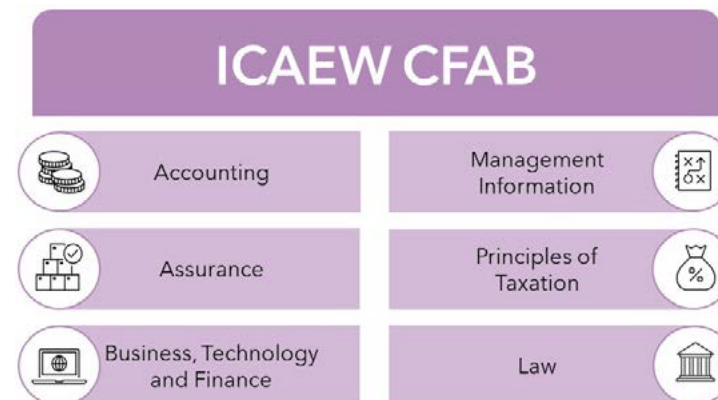 ICAEW CFAB
Accounting
Management
Information
Assurance
Principles of
Taxation
%
Business, Technology
and Finance
Law